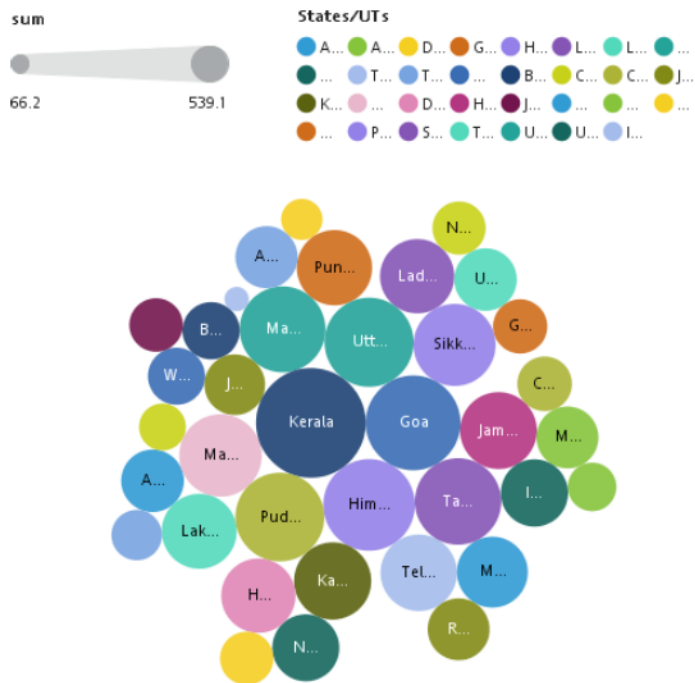 sum
States/UTs
66.2 539.1
A... A... D... G... H... L... L... ...
... T... T... ... B... C... C... J...
K... ... D... H... J... ... ... ...
... P... S... T... U... U... I...
N...
A... Pun... Lad... U...
B... Ma... Utt... Sikk... G...
W... J... C...
Kerala Goa Jam... M...
Ma...
A... Pud... Him... Ta... I...
Lak...
H... Ka... Tel... M...
N... R...